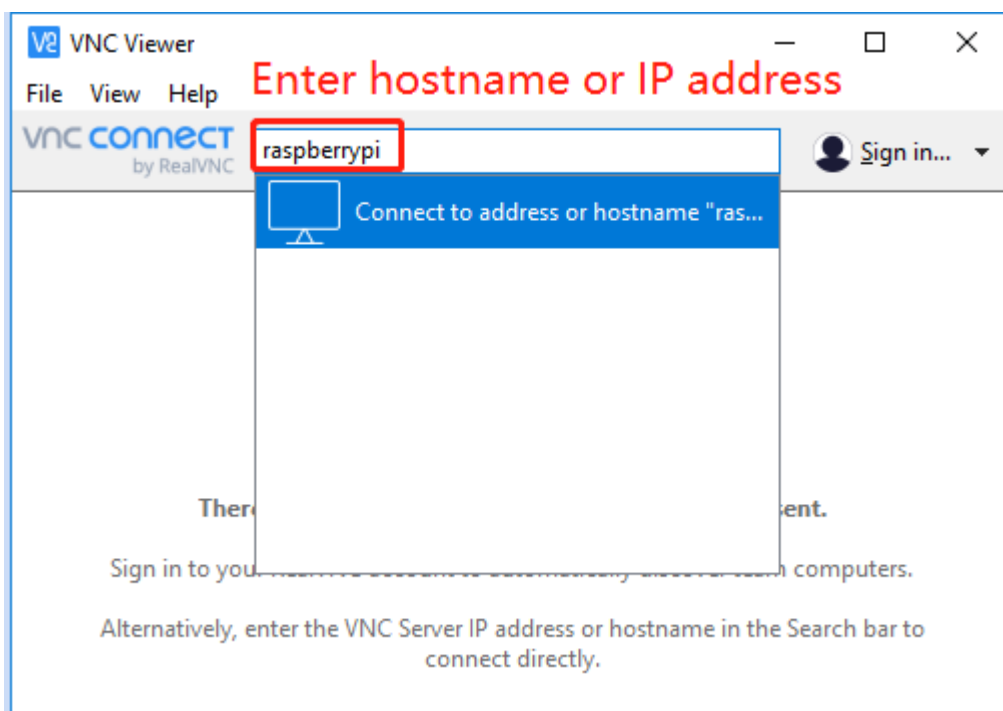 VNC Viewer
File View Help
Enter hostname or IP address
vnc connect
by RealVNC
raspberrypi
Sign in...
Connect to address or hostname "ras...
sent.
Sign in to you
computers.
Alternatively, enter the VNC Server IP address or hostname in the Search bar to
connect directly.